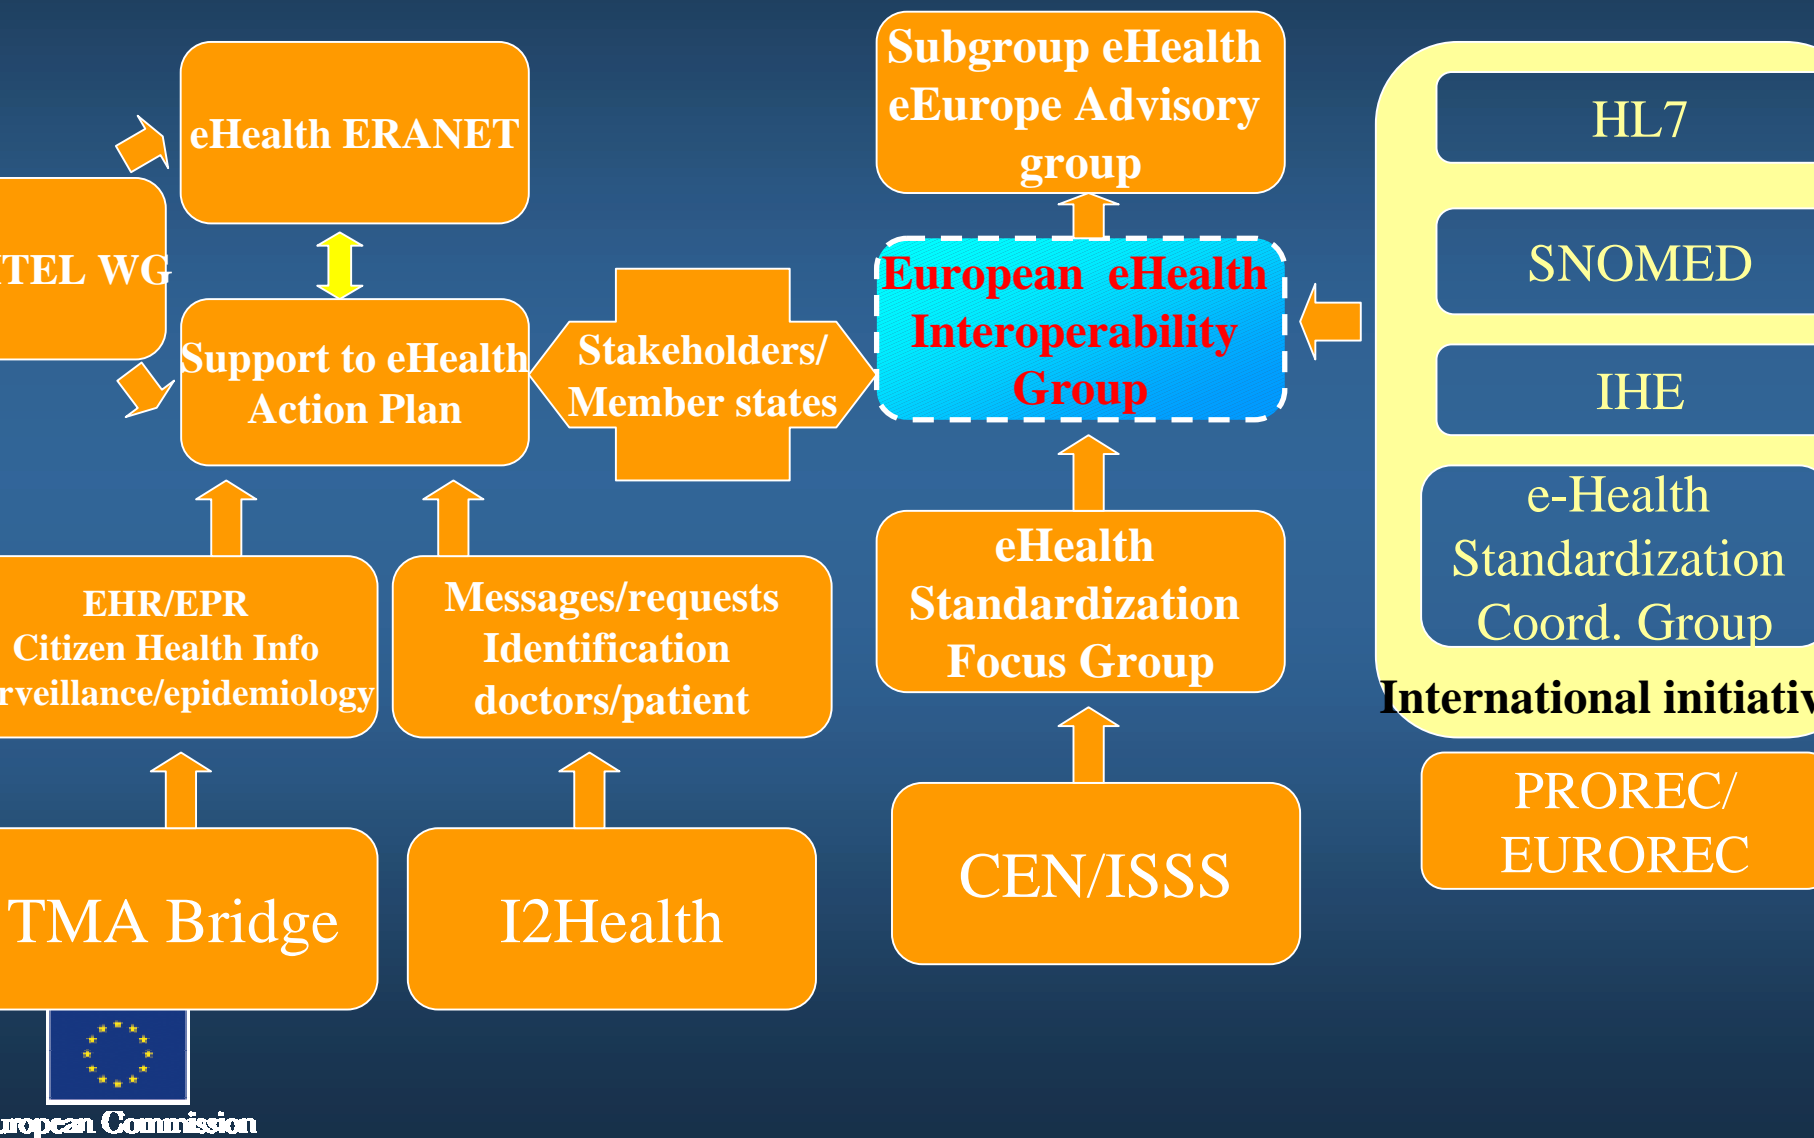 eHealth ERANET
TEL WG
Support to eHealth
Action Plan
Stakeholders/
Member states
Subgroup eHealth
eEurope Advisory
group
European eHealth
Interoperability
Group
HL7
SNOMED
IHE
e-Health
Standardization
Coord. Group
International initiativ
EHR/EPR
Citizen Health Info
rveillance/epidemiology
Messages/requests
Identification
doctors/patient
eHealth
Standardization
Focus Group
PROREC/
EUROREC
TMA Bridge
I2Health
CEN/ISSS
uropean Commission